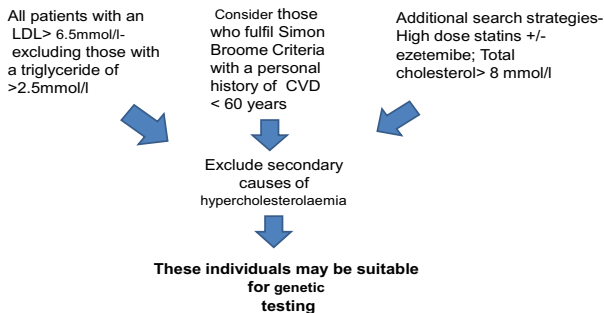 All patients with an
LDL> 6.5mmol/l-
excluding those with
a triglyceride of
>2.5mmol/l
Consider those
who fulfil Simon
Broome Criteria
with a personal
history of CVD
< 60 years
Additional search strategies-
High dose statins +/-
ezetemibe; Total
cholesterol> 8 mmol/l
Exclude secondary
causes of
hypercholesterolaemia
These individuals may be suitable
for genetic
testing